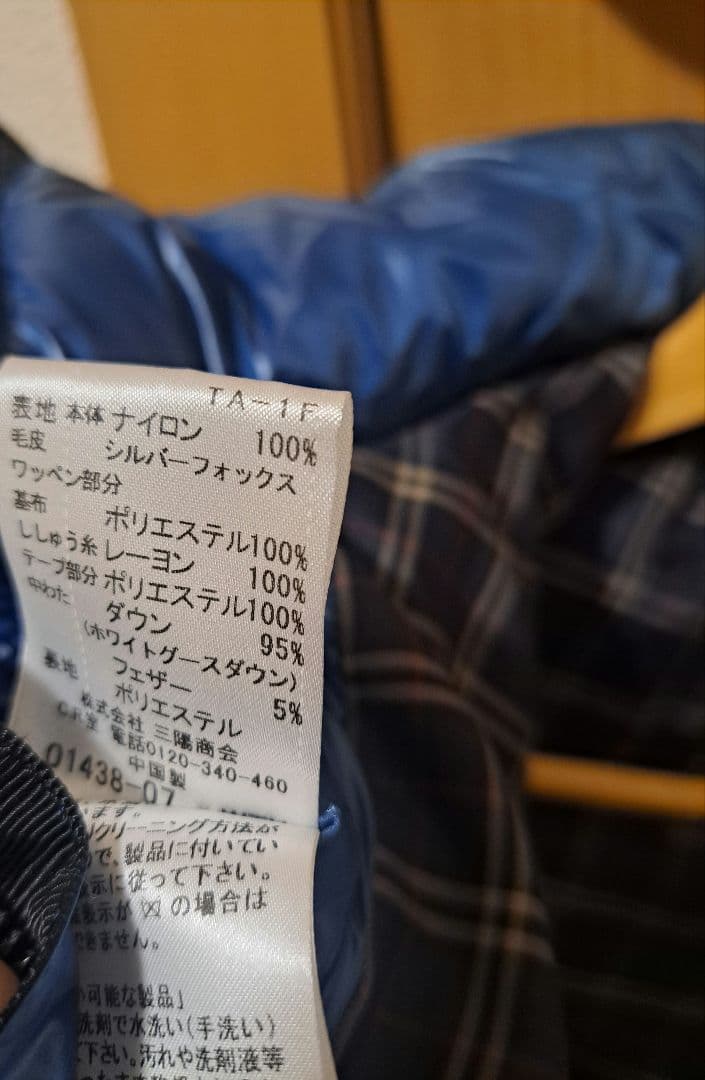 TA-1F
表地 本体 ナイロン 100%
毛皮 シルバーフォックス
ワッペン部分
基布 ポリエステル100%
ししゅう糸 レーヨン 100%
テープ部分 ポリエステル100%
中わた ダウン 95%
(ホワイトグースダウン)
フェザー 5%
裏地 ポリエステル
株式会社 三陽商会
電話0120-340-460
中国製
01438-07
ます。
クリーニング方法が
で、製品に付いてい
表示に従って下さい。
表示が の場合は
できません。
可能な製品」
洗剤で水洗い(手洗い)
下さい。汚れや洗剤液等